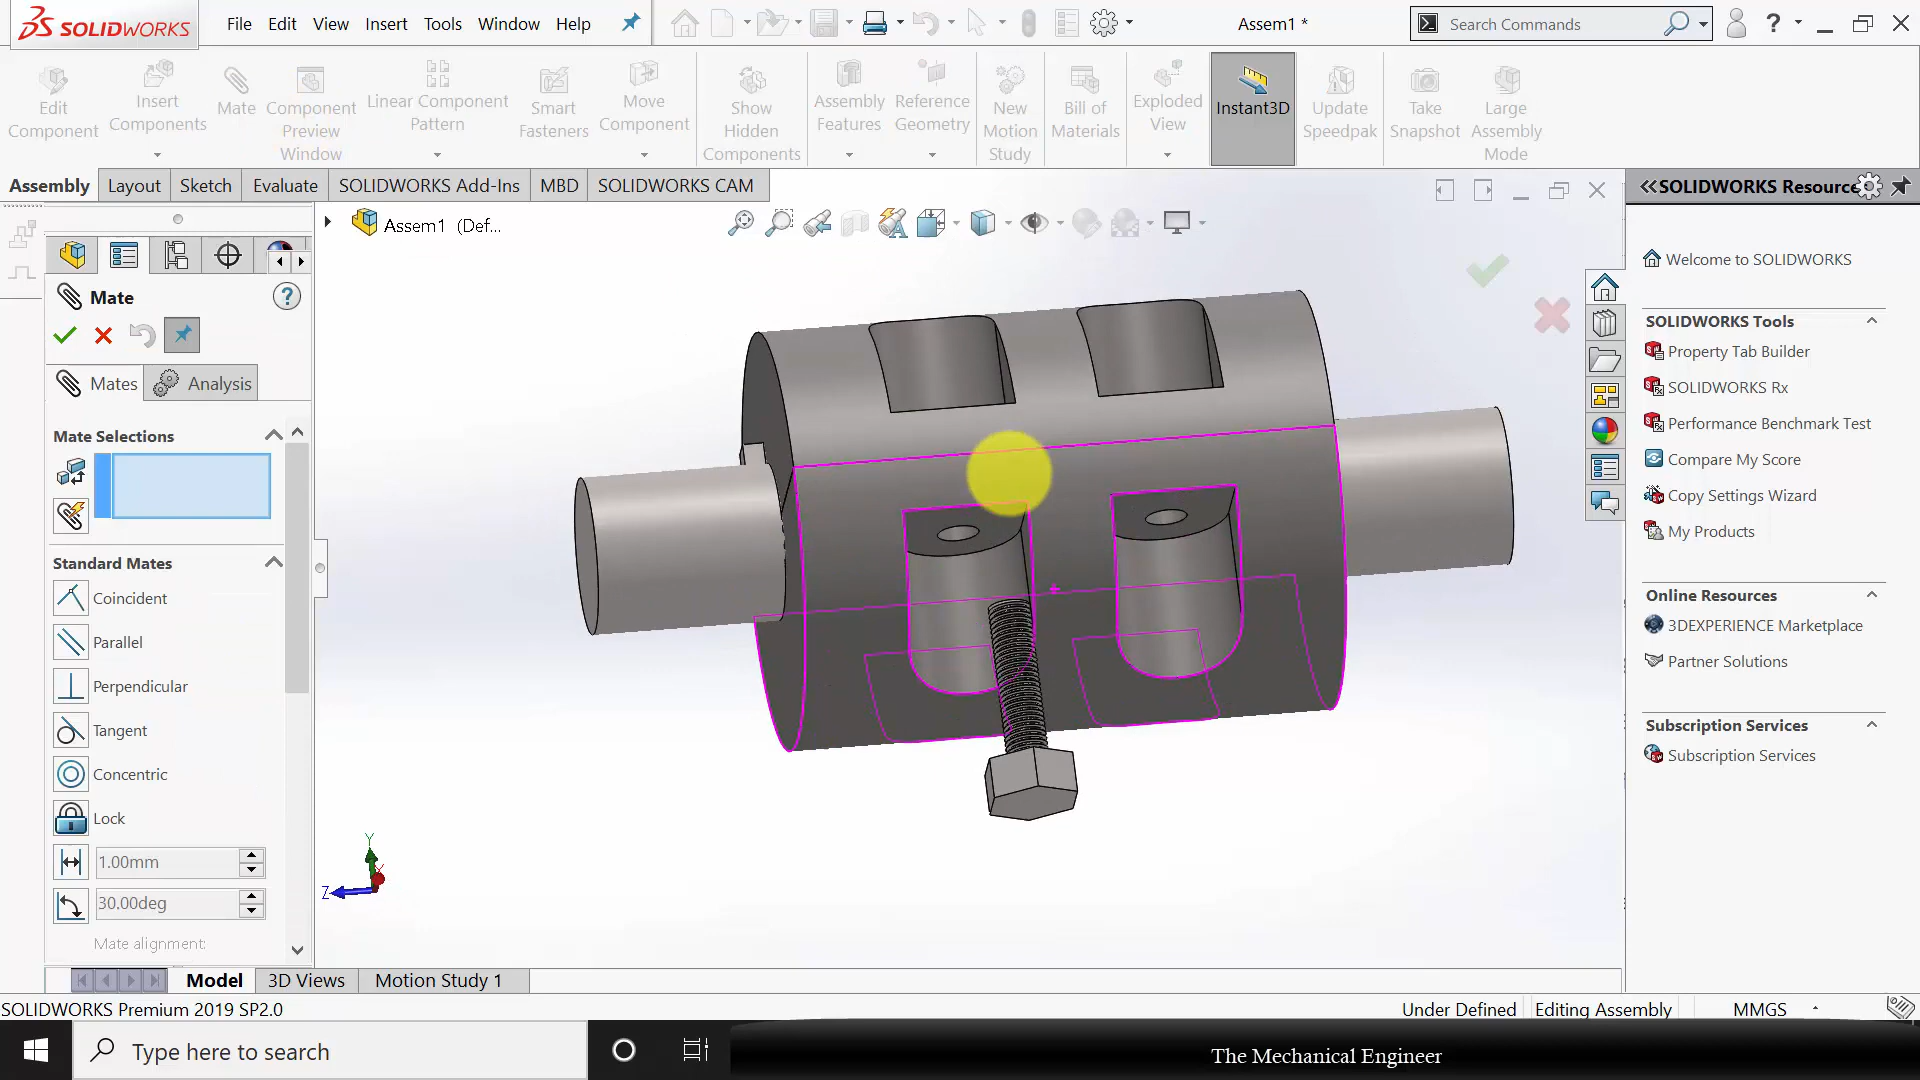 SOLIDWORKS
File Edit View Insert Tools Window Help
Assem1 *
Search Commands
Edit Component
Insert Components
Mate
Component Preview Window
Linear Component Pattern
Smart Fasteners
Move Component
Show Hidden Components
Assembly Features
Reference Geometry
New Motion Study
Bill of Materials
Exploded View
Instant3D
Update Speedpak
Take Snapshot
Large Assembly Mode
Assembly Layout Sketch Evaluate SOLIDWORKS Add-Ins MBD SOLIDWORKS CAM
Assem1 (Def...
Mate
Mates Analysis
Mate Selections
Standard Mates
Coincident
Parallel
Perpendicular
Tangent
Concentric
Lock
1.00mm
30.00deg
Mate alignment:
Y
X
Z
SOLIDWORKS Resource
Welcome to SOLIDWORKS
SOLIDWORKS Tools
Property Tab Builder
SOLIDWORKS Rx
Performance Benchmark Test
Compare My Score
Copy Settings Wizard
My Products
Online Resources
3DEXPERIENCE Marketplace
Partner Solutions
Subscription Services
Subscription Services
Model 3D Views Motion Study 1
SOLIDWORKS Premium 2019 SP2.0
Under Defined Editing Assembly MMGS
Type here to search
The Mechanical Engineer